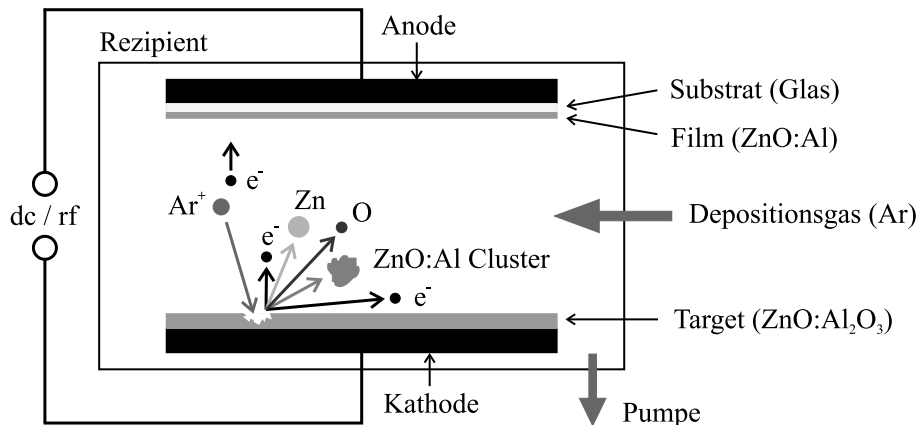 Anode
Rezipient
Substrat (Glas)
Film (ZnO:Al)
e⁻
Zn
Ar⁺
O
dc / rf
Depositionsgas (Ar)
e⁻
ZnO:Al Cluster
e⁻
Target (ZnO:Al₂O₃)
Kathode
Pumpe